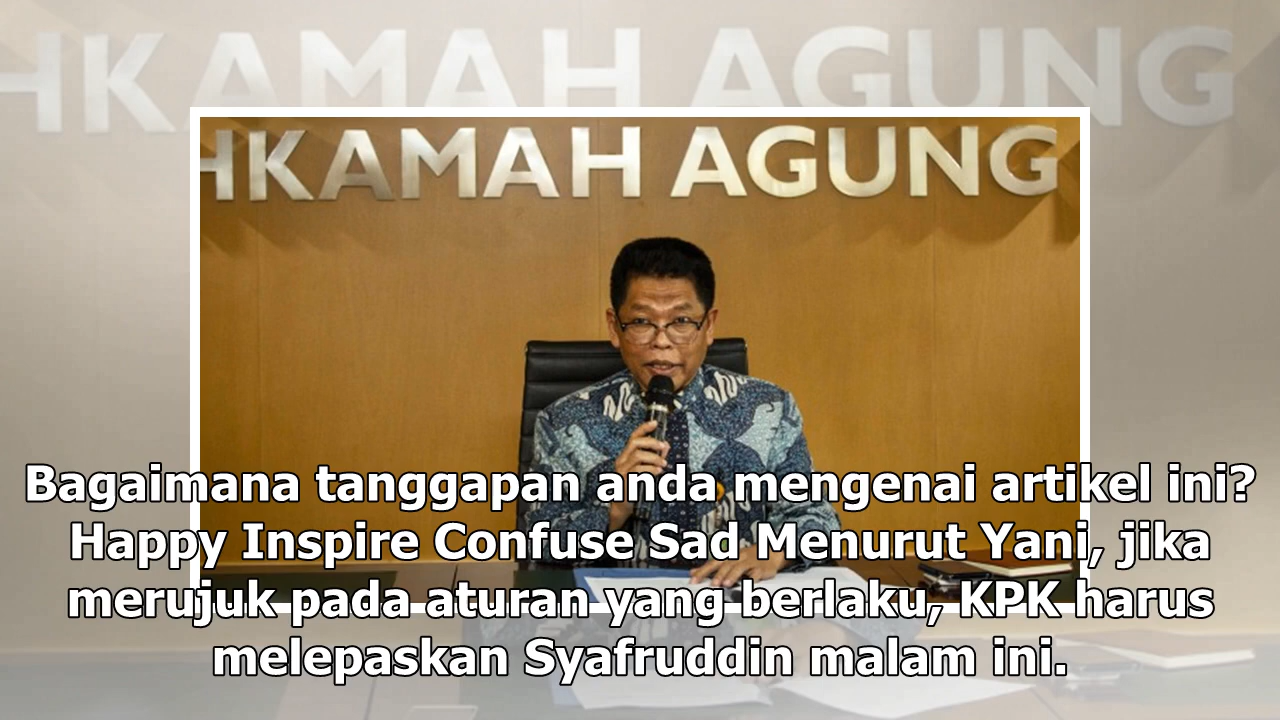 HKAMAH AGUNG
HKAMAH AGUNG
Bagaimana tanggapan anda mengenai artikel ini?
Happy Inspire Confuse Sad Menurut Yani, jika
merujuk pada aturan yang berlaku, KPK harus
melepaskan Syafruddin malam ini.